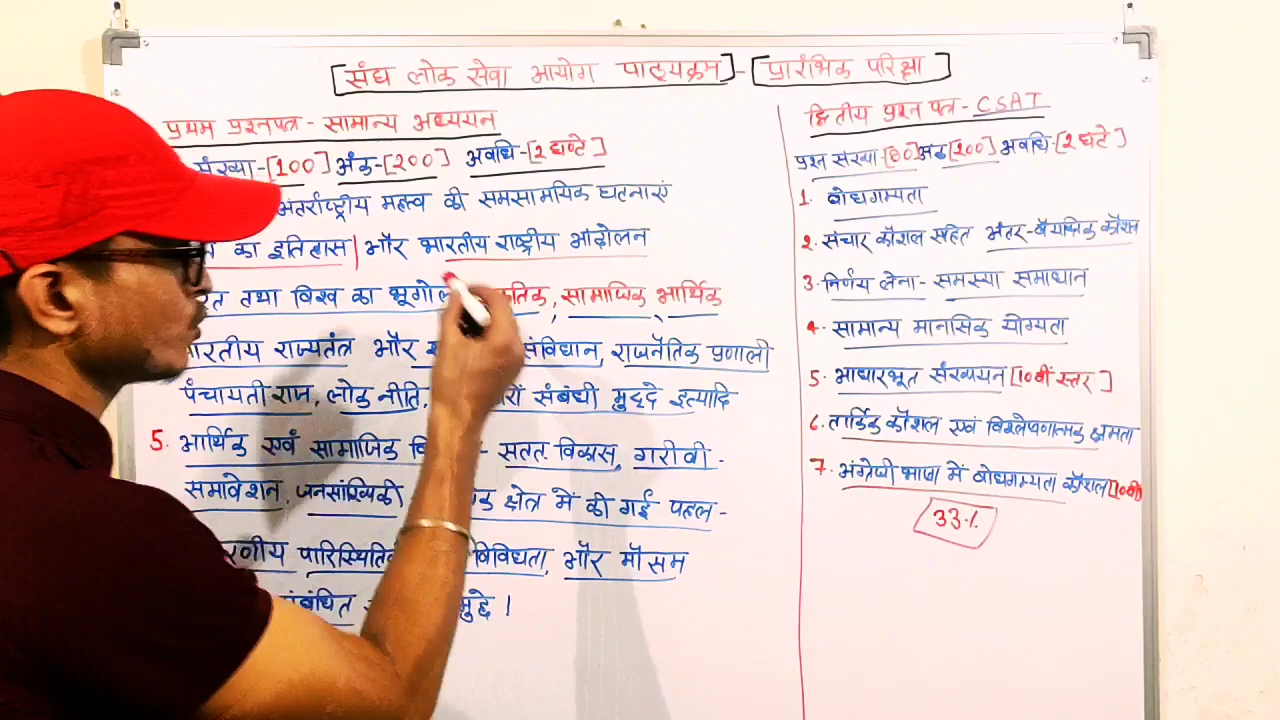 [संघ लोक सेवा आयोग पाठ्यक्रम] - [प्रारंभिक परिक्षा]
प्रथम प्रश्नपत्र - सामान्य अध्ययन
संख्या-[100] अंक-[200] अवधि-[2 घण्टे]
अंतर्राष्ट्रीय महत्त्व की समसामयिक घटनाएं
का इतिहास | और भारतीय राष्ट्रीय आंदोलन
तथा विश्व का भूगोल , सामाजिक आर्थिक
राज्यतंत्र और संविधान, राजनैतिक प्रणाली
पंचायती राज, लोक नीति, संबंधी मुद्दे इत्यादि
5. आर्थिक एवं सामाजिक - सतत विकास, गरीबी -
समावेशन, जनसांख्यिकी क्षेत्र में की गई पहल -
विविधता, और मौसम
संबंधित मुद्दे ।
द्वितीय प्रश्न पत्र - CSAT
प्रश्न संख्या-[80] अंक [200] अवधि-[2 घंटे]
1. बोधगम्यता
2. संचार कौशल सहित अंतर-वैयक्तिक कौशल
3. निर्णय लेना - समस्या समाधान
4. सामान्य मानसिक योग्यता
5. आधारभूत संख्ययन [10वीं स्तर]
6. तार्किक कौशल एवं विश्लेषणात्मक क्षमता
7. अंग्रेजी भाषा में बोधगम्यता कौशल [10वीं
33%